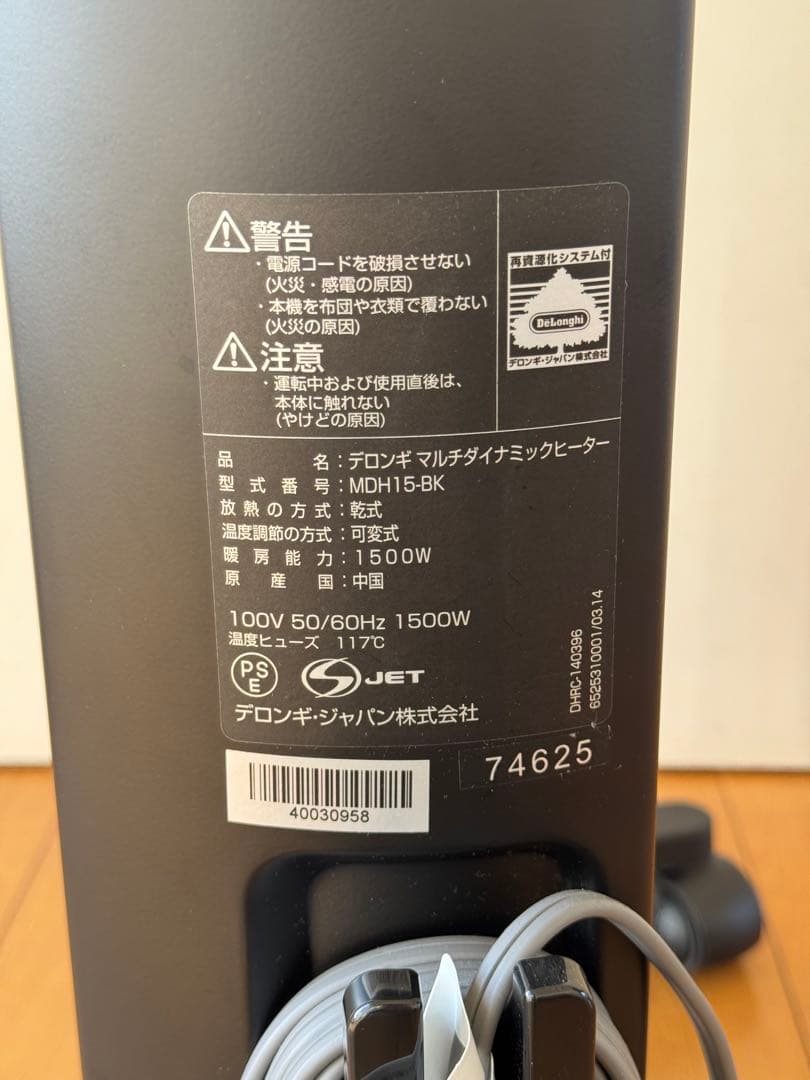 警告
・電源コードを破損させない
(火災・感電の原因)
・本機を布団や衣類で覆わない
(火災の原因)
注意
・運転中および使用直後は、
本体に触れない
(やけどの原因)
再資源化システム付
DeLonghi
デロンギ・ジャパン株式会社
品名：デロンギ マルチダイナミックヒーター
型式番号：MDH15-BK
放熱の方式：乾式
温度調節の方式：可変式
暖房能力：1500W
原産国：中国
100V 50/60Hz 1500W
温度ヒューズ 117℃
PSE
S JET
デロンギ・ジャパン株式会社
DHRC-140396
6525310001/03.14
74625
40030958